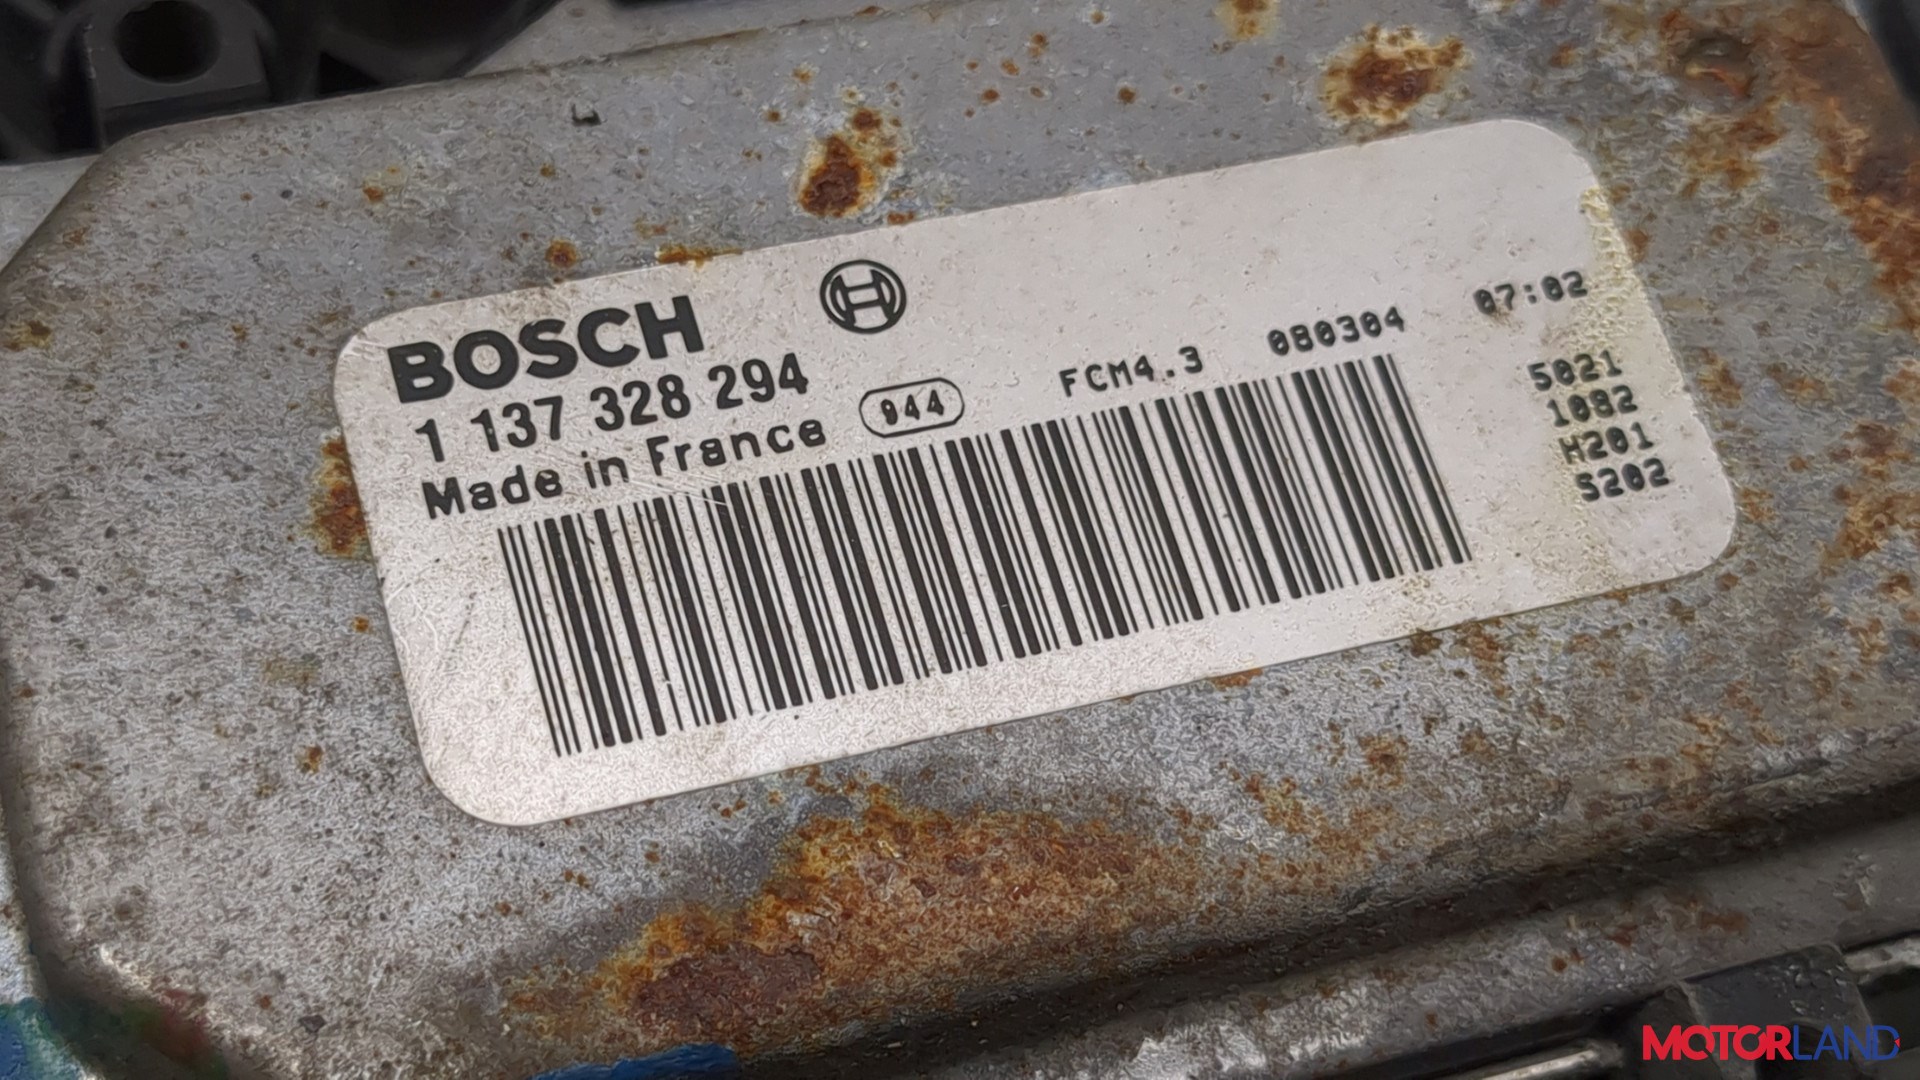 BOSCH
1 137 328 294
Made in France 944 FCM4.3 080304 07:02
5021
1082
H201
S202
MOTORLAND